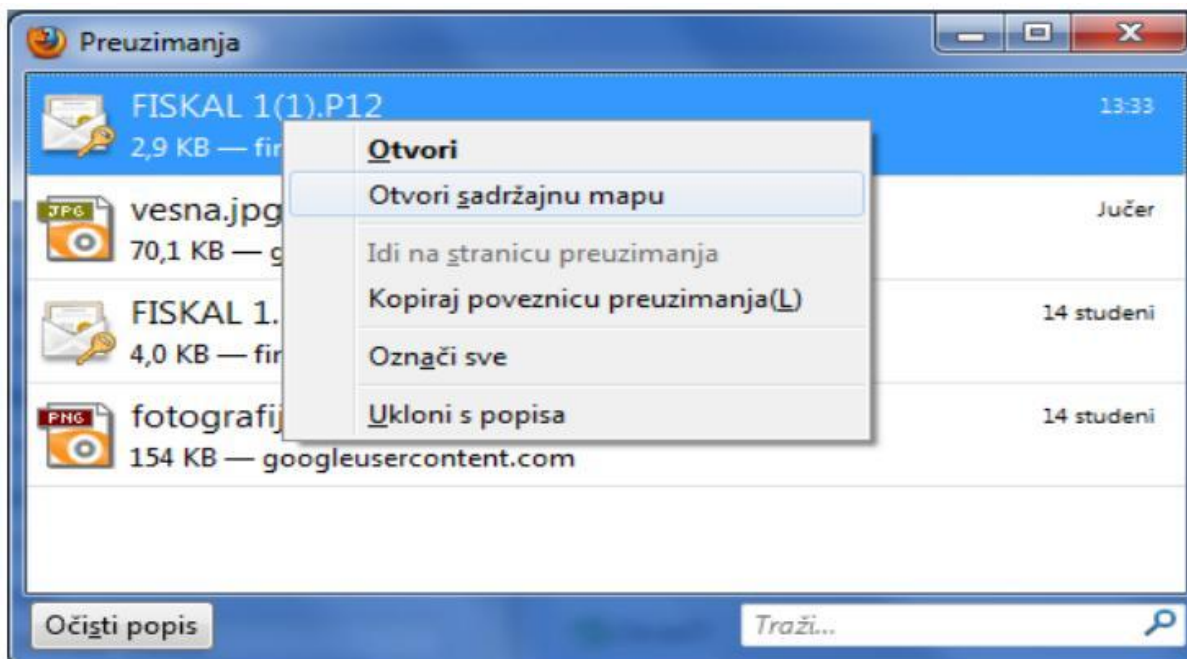 Preuzimanja
FISKAL 1(1).P12
13:33
2,9 KB — fir
Otvori
Otvori sadržajnu mapu
vesna.jpg
Jučer
70,1 KB — g
Idi na stranicu preuzimanja
Kopiraj poveznicu preuzimanja(L)
FISKAL 1.
14 studeni
4,0 KB — fir
Označi sve
Ukloni s popisa
fotografij
14 studeni
154 KB — googleusercontent.com
Očisti popis
Traži...
JPG
PNG